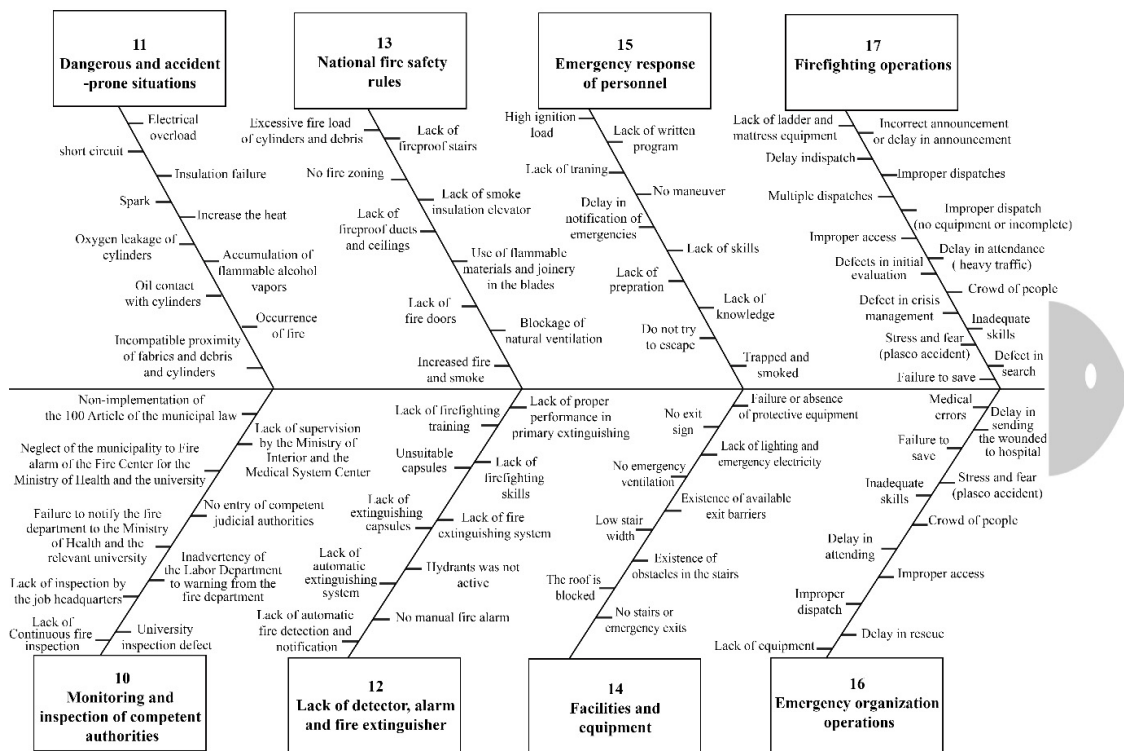 11
Dangerous and accident
-prone situations
13
National fire safety
rules
15
Emergency response
of personnel
17
Firefighting operations
Electrical
overload
short circuit
Insulation failure
Spark
Increase the heat
Oxygen leakage of
cylinders
Accumulation of
flammable alcohol
vapors
Oil contact
with cylinders
Occurrence
of fire
Incompatible proximity
of fabrics and debris
and cylinders
Excessive fire load
of cylinders and debris
Lack of
fireproof stairs
No fire zoning
Lack of smoke
insulation elevator
Lack of
fireproof ducts
and ceilings
Use of flammable
materials and joinery
in the blades
Lack of
fire doors
Blockage of
natural ventilation
Increased fire
and smoke
High ignition
load
Lack of written
program
Lack of traning
No maneuver
Delay in
notification of
emergencies
Lack of skills
Lack of
prepration
Lack of
knowledge
Do not try
to escape
Trapped and
smoked
Lack of ladder and
mattress equipment
Incorrect announcement
or delay in announcement
Delay indispatch
Improper dispatches
Multiple dispatches
Improper dispatch
(no equipment or incomplete)
Improper access
Delay in attendance
( heavy traffic)
Defects in initial
evaluation
Crowd of people
Defect in crisis
management
Inadequate
skills
Stress and fear
(plasco accident)
Defect in
search
Failure to save
Non-implementation of
the 100 Article of the municipal law
Lack of supervision
by the Ministry of
Interior and the
Medical System Center
Neglect of the municipality to Fire
alarm of the Fire Center for the
Ministry of Health and the university
No entry of competent
judicial authorities
Failure to notify the fire
department to the Ministry
of Health and the
relevant university
Inadvertency of
the Labor Department
to warning from the
fire department
Lack of inspection by
the job headquarters
University
inspection defect
Lack of
Continuous fire
inspection
Lack of proper
performance in
primary extinguishing
Lack of firefighting
training
Unsuitable
capsules
Lack of
firefighting
skills
Lack of
extinguishing
capsules
Lack of fire
extinguishing system
Lack of
automatic
extinguishing
system
Hydrants was not
active
Lack of automatic
fire detection and
notification
No manual fire alarm
Failure or absence
of protective equipment
No exit
sign
Lack of lighting and
emergency electricity
No emergency
ventilation
Existence of available
exit barriers
Low stair
width
Existence of
obstacles in the stairs
The roof is
blocked
No stairs or
emergency exits
Medical
errors
Delay in
sending
the wounded
to hospital
Failure to
save
Stress and fear
(plasco accident)
Inadequate
skills
Crowd of people
Delay in
attending
Improper access
Improper
dispatch
Delay in rescue
Lack of equipment
10
Monitoring and
inspection of competent
authorities
12
Lack of detector, alarm
and fire extinguisher
14
Facilities and
equipment
16
Emergency organization
operations